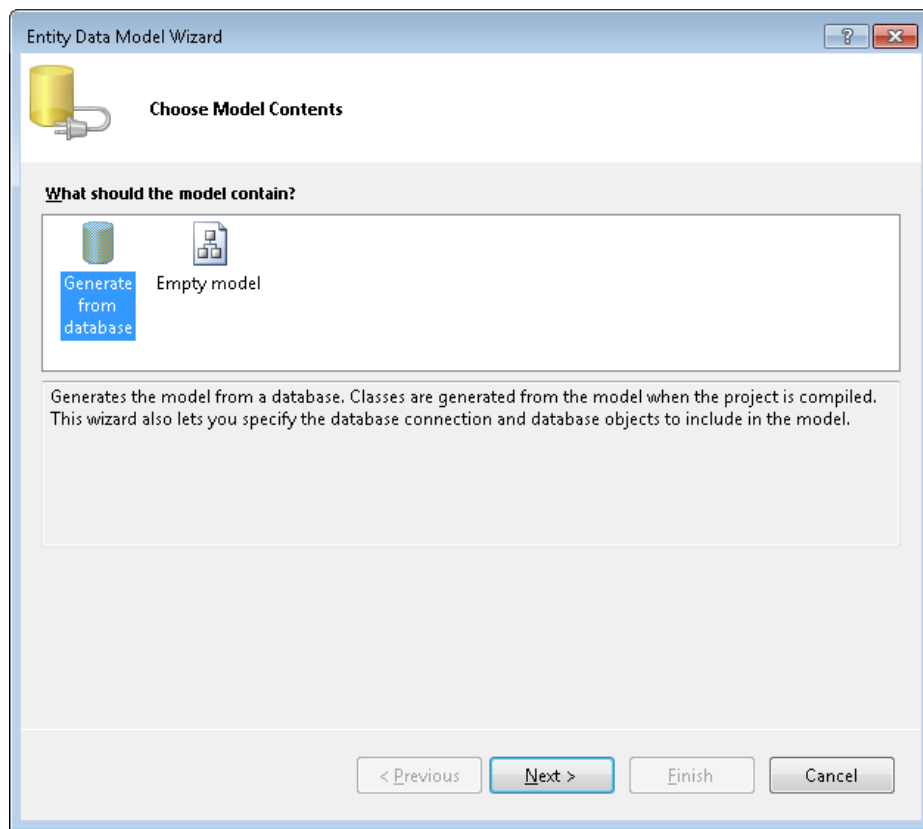 Entity Data Model Wizard
?
Choose Model Contents
What should the model contain?
Generate
from
database
Empty model
Generates the model from a database. Classes are generated from the model when the project is compiled.
This wizard also lets you specify the database connection and database objects to include in the model.
< Previous
Next >
Finish
Cancel